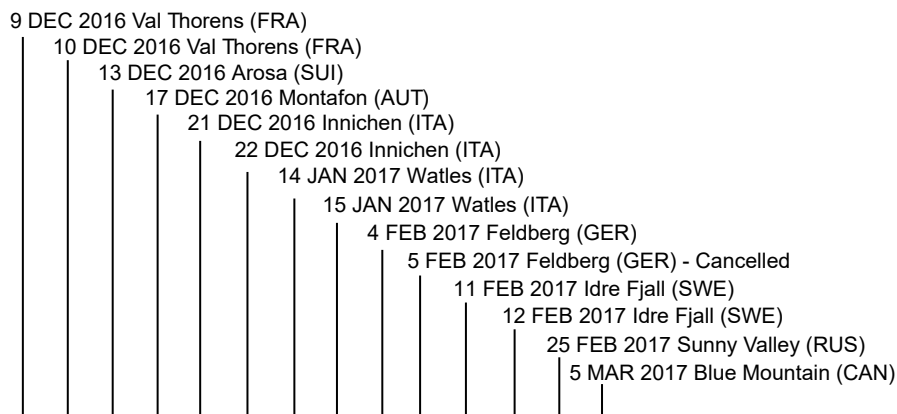 9 DEC 2016 Val Thorens (FRA)
10 DEC 2016 Val Thorens (FRA)
13 DEC 2016 Arosa (SUI)
17 DEC 2016 Montafon (AUT)
21 DEC 2016 Innichen (ITA)
22 DEC 2016 Innichen (ITA)
14 JAN 2017 Watles (ITA)
15 JAN 2017 Watles (ITA)
4 FEB 2017 Feldberg (GER)
5 FEB 2017 Feldberg (GER) - Cancelled
11 FEB 2017 Idre Fjall (SWE)
12 FEB 2017 Idre Fjall (SWE)
25 FEB 2017 Sunny Valley (RUS)
5 MAR 2017 Blue Mountain (CAN)